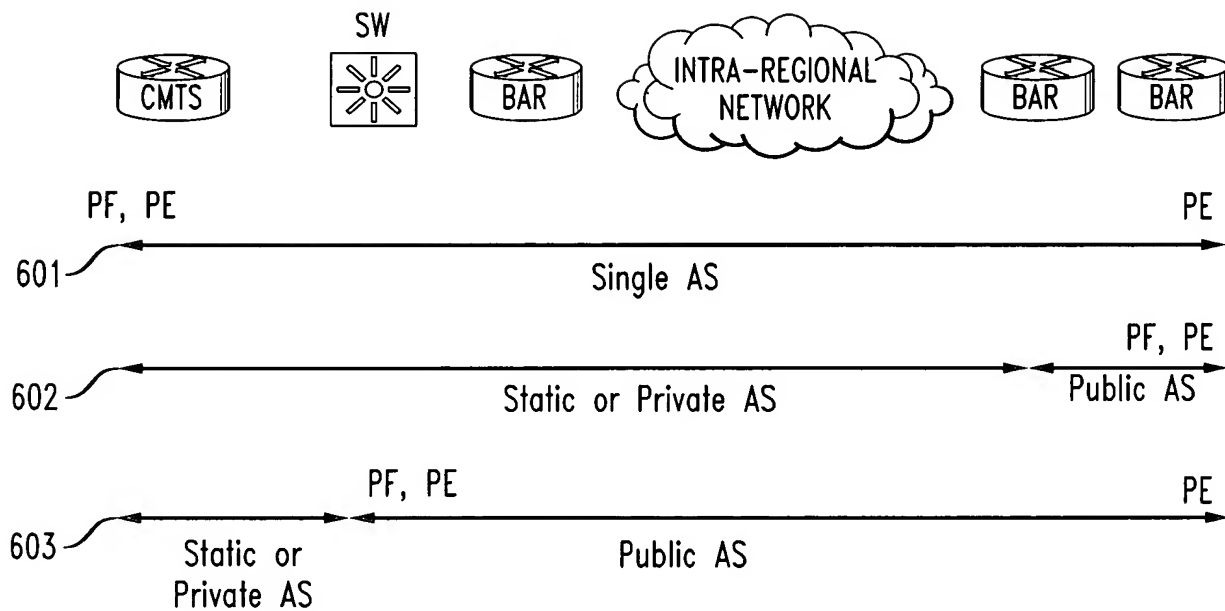 SW
CMTS
BAR
INTRA-REGIONAL
NETWORK
BAR
BAR
PF, PE
PE
601
Single AS
PF, PE
602
Static or Private AS
Public AS
PF, PE
PE
603
Static or
Private AS
Public AS